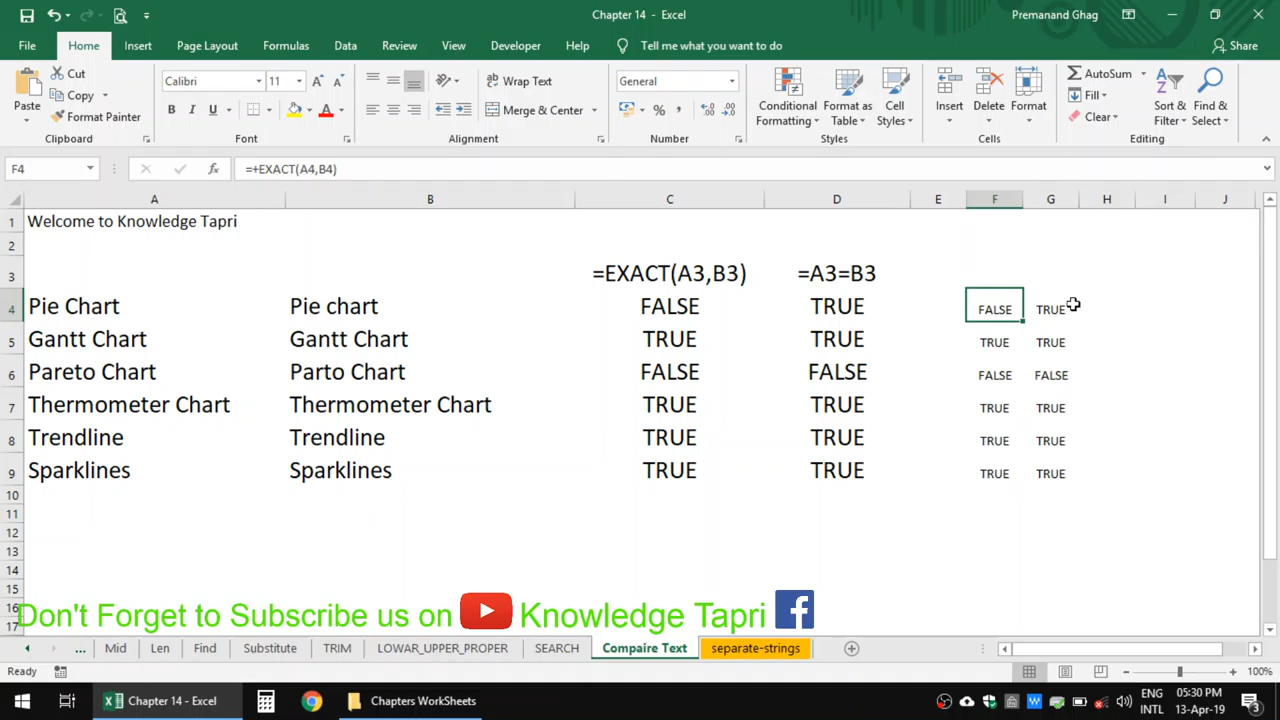 Chapter 14 - Excel
Premanand Ghag
File Home Insert Page Layout Formulas Data Review View Developer Help Tell me what you want to do Share
Paste Cut Copy Format Painter
Calibri 11
B I U
Wrap Text
Merge & Center
General
Conditional Formatting
Format as Table
Cell Styles
Insert Delete Format
AutoSum
Fill
Clear
Sort & Filter
Find & Select
Clipboard Font Alignment Number Styles Cells Editing
F4 fx =+EXACT(A4,B4)
A B C D E F G H I J
1 Welcome to Knowledge Tapri
2
3 =EXACT(A3,B3) =A3=B3
4 Pie Chart Pie chart FALSE TRUE FALSE TRUE
5 Gantt Chart Gantt Chart TRUE TRUE TRUE TRUE
6 Pareto Chart Parto Chart FALSE FALSE FALSE FALSE
7 Thermometer Chart Thermometer Chart TRUE TRUE TRUE TRUE
8 Trendline Trendline TRUE TRUE TRUE TRUE
9 Sparklines Sparklines TRUE TRUE TRUE TRUE
10
11
12
13
14
15
16
17
Don't Forget to Subscribe us on Knowledge Tapri
... Mid Len Find Substitute TRIM LOWAR_UPPER_PROPER SEARCH Compaire Text separate-strings
Ready 100%
Chapter 14 - Excel Chapters WorkSheets
ENG INTL
05:30 PM
13-Apr-19
3